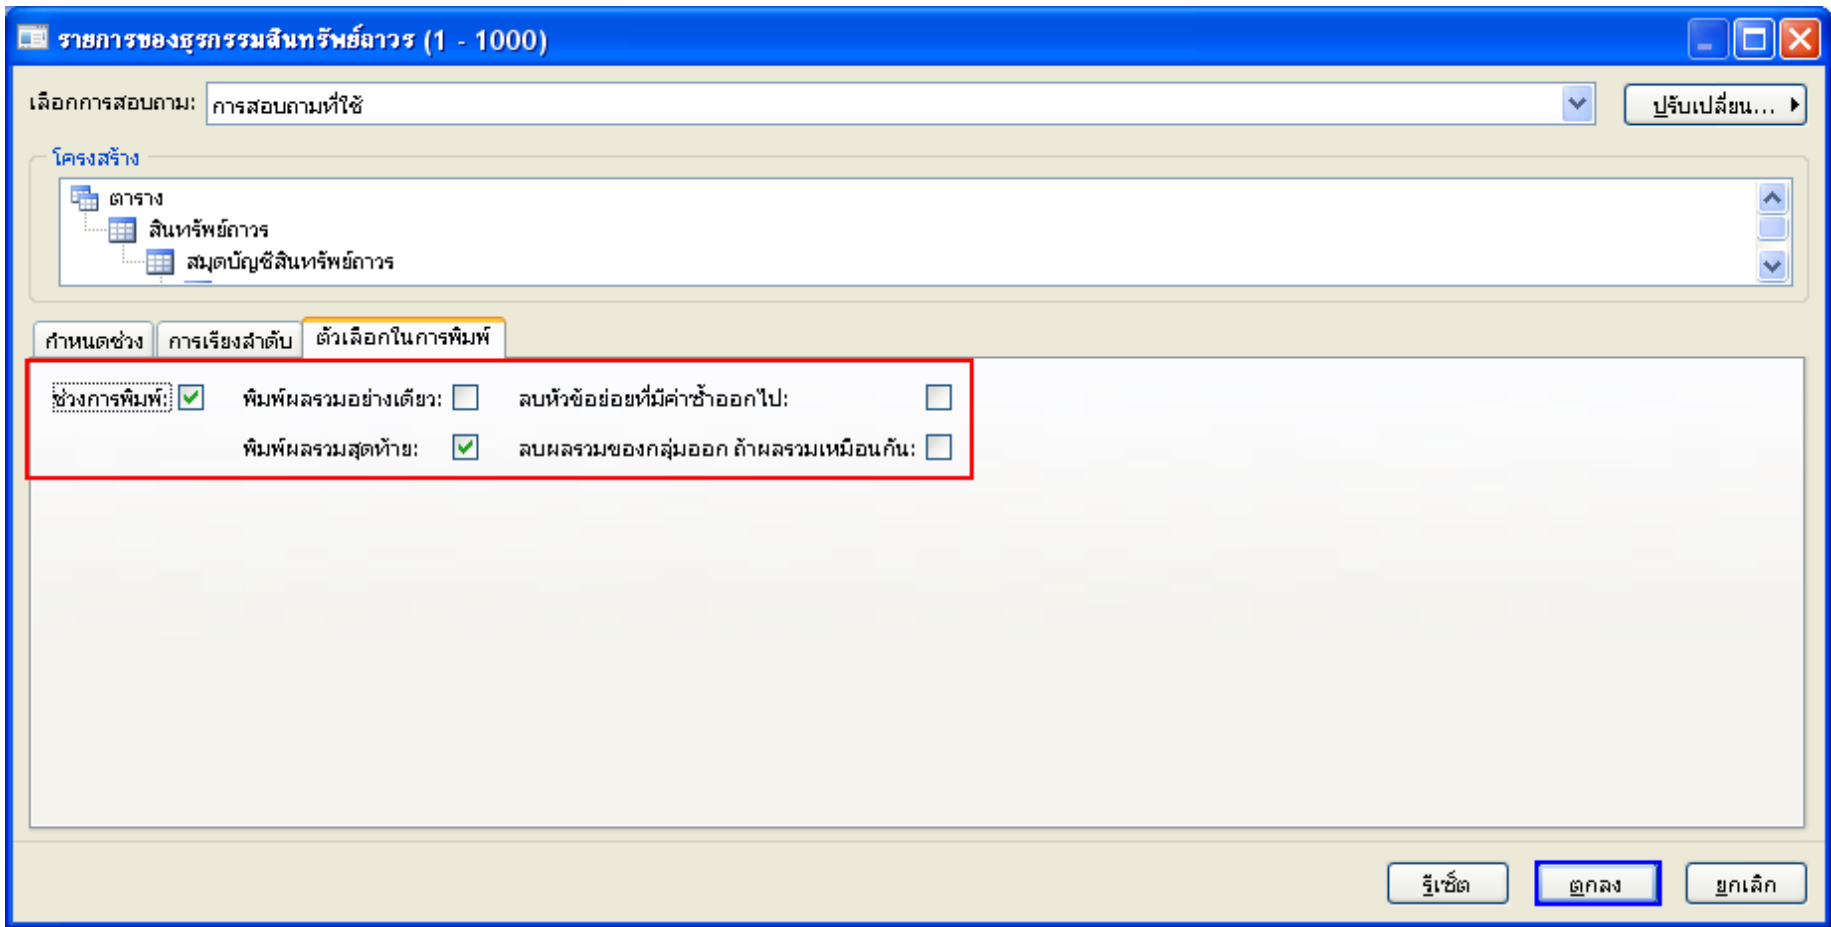 รายการของธุรกรรมสินทรัพย์ถาวร (1 - 1000)
เลือกการสอบถาม: การสอบถามที่ใช้ ปรับเปลี่ยน...
โครงสร้าง
ตาราง
สินทรัพย์ถาวร
สมุดบัญชีสินทรัพย์ถาวร
กำหนดช่วง การเรียงลำดับ ตัวเลือกในการพิมพ์
ช่วงการพิมพ์: พิมพ์ผลรวมอย่างเดียว: ลบหัวข้อย่อยที่มีค่าซ้ำออกไป:
พิมพ์ผลรวมสุดท้าย: ลบผลรวมของกลุ่มออก ถ้าผลรวมเหมือนกัน:
รีเซ็ต ตกลง ยกเลิก